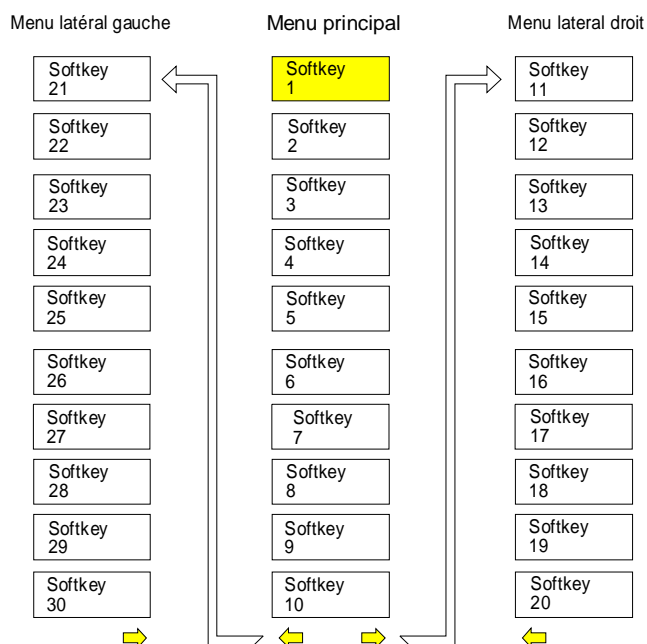 Menu latéral gauche
Menu principal
Menu lateral droit
Softkey
21
Softkey
22
Softkey
23
Softkey
24
Softkey
25
Softkey
26
Softkey
27
Softkey
28
Softkey
29
Softkey
30
Softkey
1
Softkey
2
Softkey
3
Softkey
4
Softkey
5
Softkey
6
Softkey
7
Softkey
8
Softkey
9
Softkey
10
Softkey
11
Softkey
12
Softkey
13
Softkey
14
Softkey
15
Softkey
16
Softkey
17
Softkey
18
Softkey
19
Softkey
20